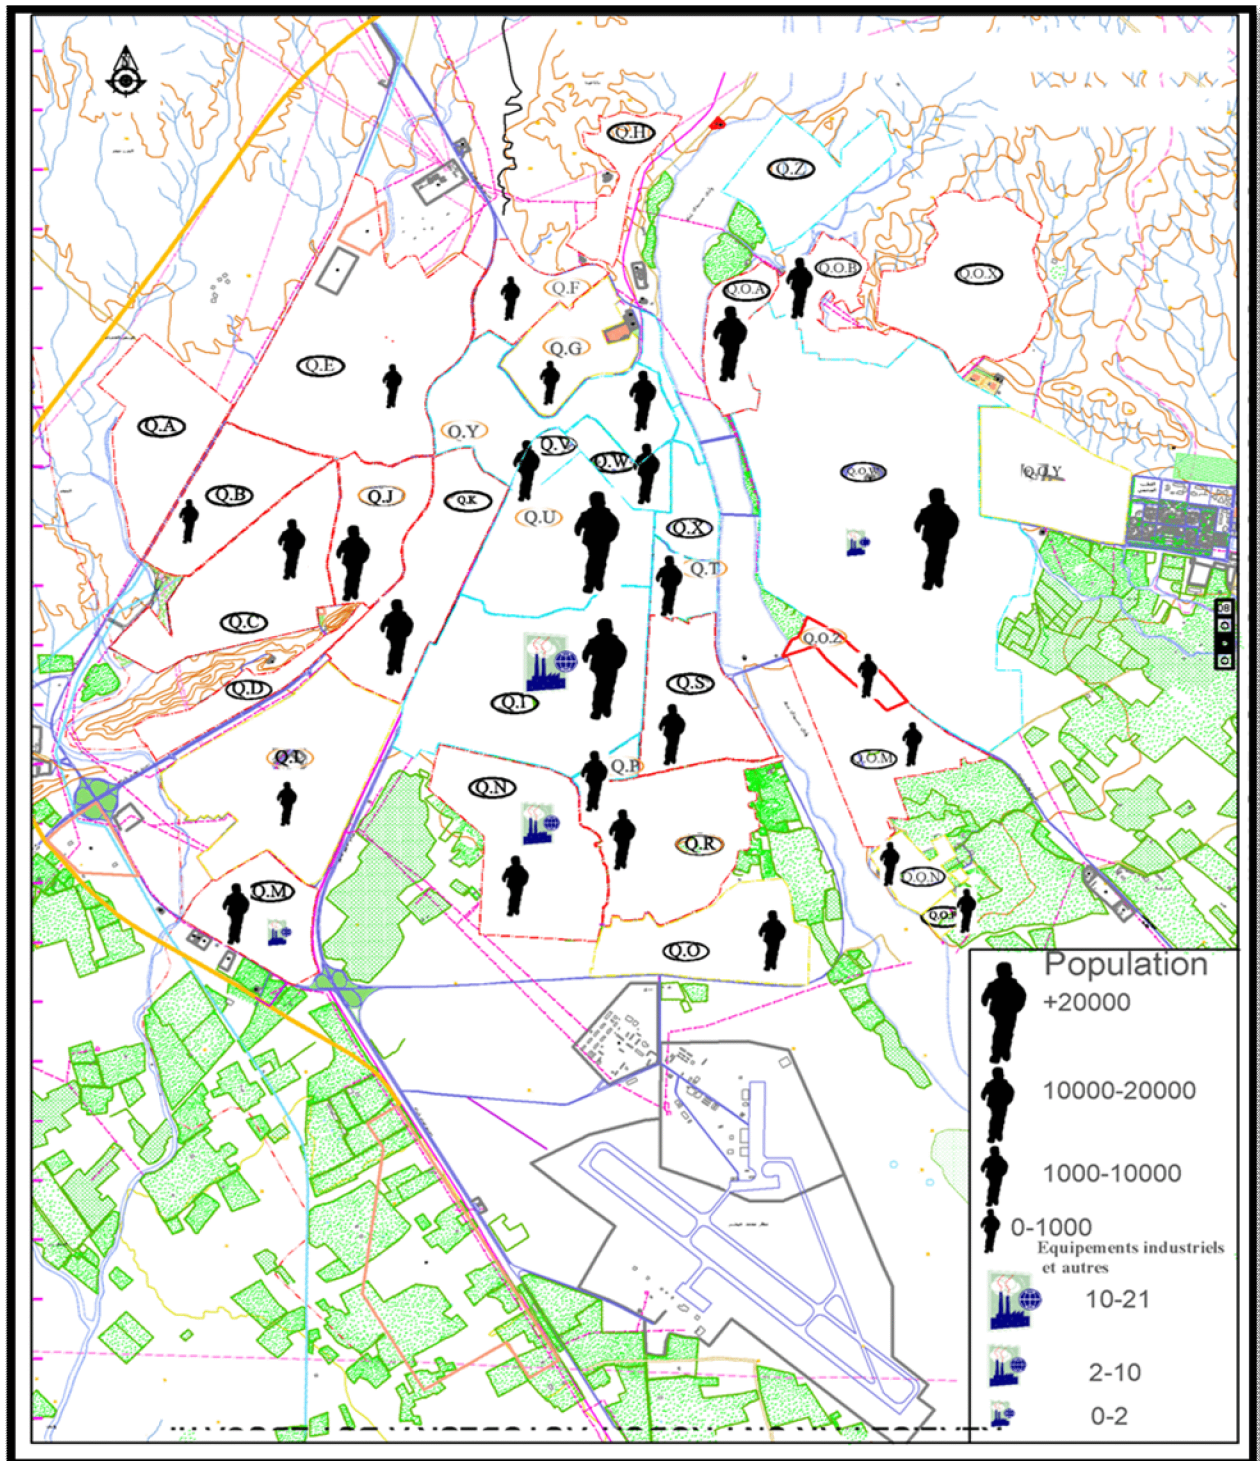 Q.H
Q.Z
Q.O.B
Q.O.X
Q.O.A
Q.F
Q.G
Q.E
Q.A
Q.Y
Q.V
Q.W
Q.B
Q.J
Q.K
Q.U
Q.X
Q.O.W
Q.O.Y
Q.T
Q.C
Q.O.Z
Q.D
Q.S
Q.I
Q.L
Q.P
Q.O.M
Q.N
Q.R
Q.M
Q.O.N
Q.O.P
Q.O
Population
+20000
10000-20000
1000-10000
0-1000
Equipements industriels
et autres
10-21
2-10
0-2